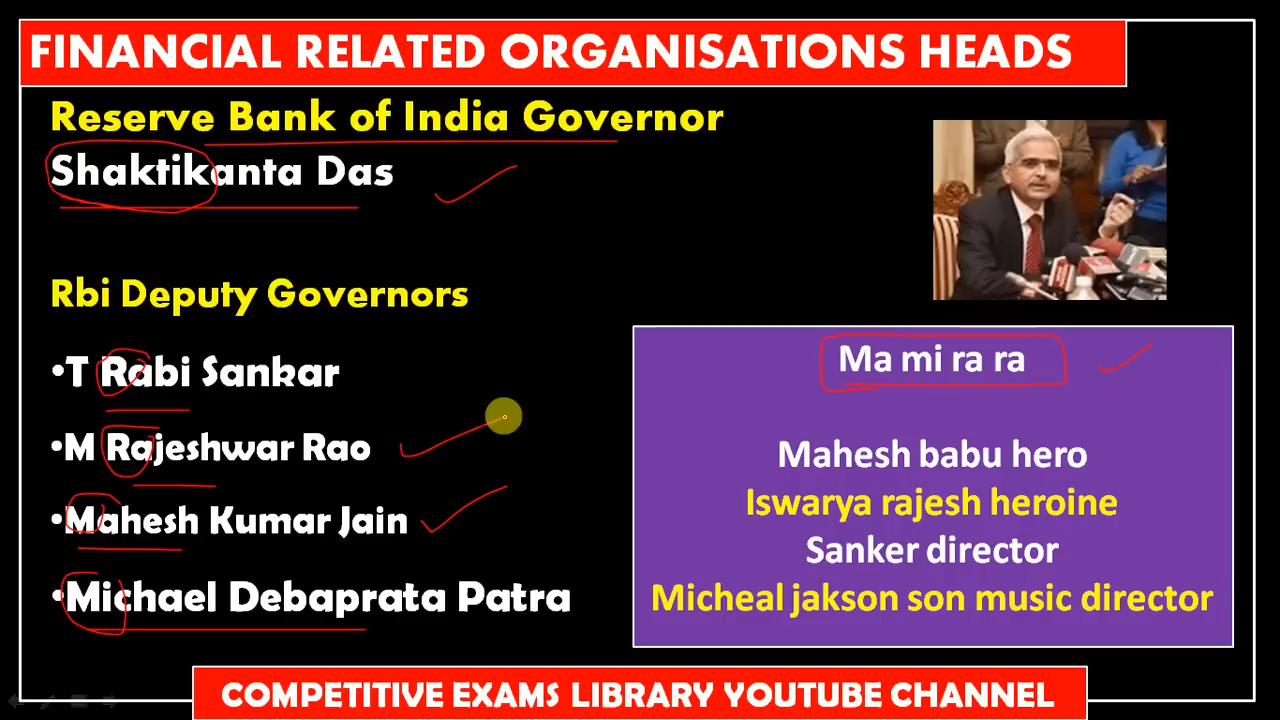 FINANCIAL RELATED ORGANISATIONS HEADS
Reserve Bank of India Governor
Shaktikanta Das
Rbi Deputy Governors
•T Rabi Sankar
•M Rajeshwar Rao
•Mahesh Kumar Jain
•Michael Debaprata Patra
Ma mi ra ra
Mahesh babu hero
Iswarya rajesh heroine
Sanker director
Micheal jakson son music director
COMPETITIVE EXAMS LIBRARY YOUTUBE CHANNEL